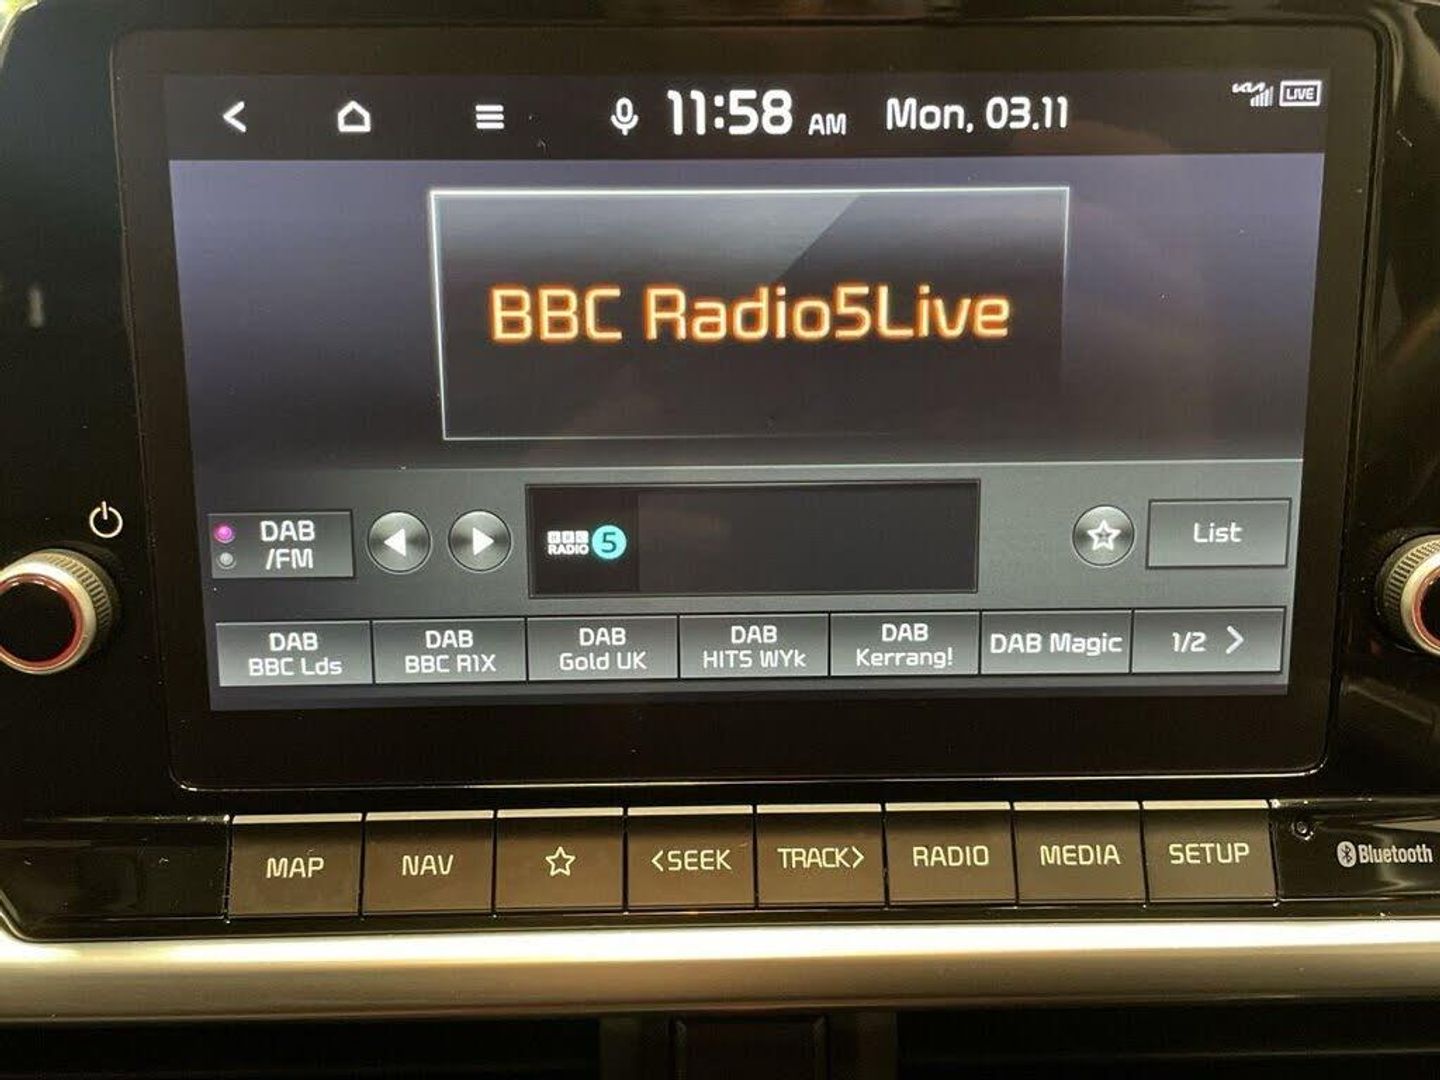 11:58 AM Mon, 03.11
LIVE
BBC Radio5Live
DAB
/FM
BBC
RADIO 5
List
DAB
BBC Lds
DAB
BBC R1X
DAB
Gold UK
DAB
HITS WYk
DAB
Kerrang!
DAB Magic
1/2 >
MAP
NAV
<SEEK
TRACK>
RADIO
MEDIA
SETUP
Bluetooth